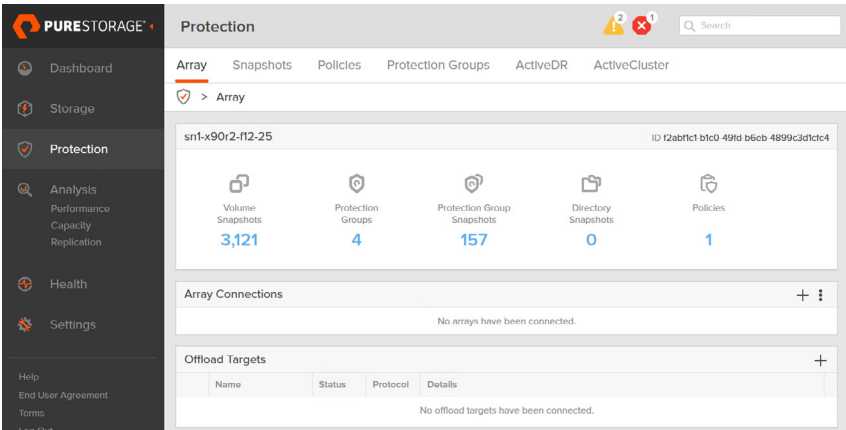 PURESTORAGE®
Protection
2
1
Search
Dashboard
Storage
Protection
Analysis
Performance
Capacity
Replication
Health
Settings
Help
End User Agreement
Terms
Log Out
Array Snapshots Policies Protection Groups ActiveDR ActiveCluster
> Array
sn1-x90r2-f12-25
ID f2abf1c1-b1c0-49fd-b6eb-4899c3d1cfc4
Volume
Snapshots
3,121
Protection
Groups
4
Protection Group
Snapshots
157
Directory
Snapshots
0
Policies
1
Array Connections
No arrays have been connected.
Offload Targets
Name Status Protocol Details
No offload targets have been connected.